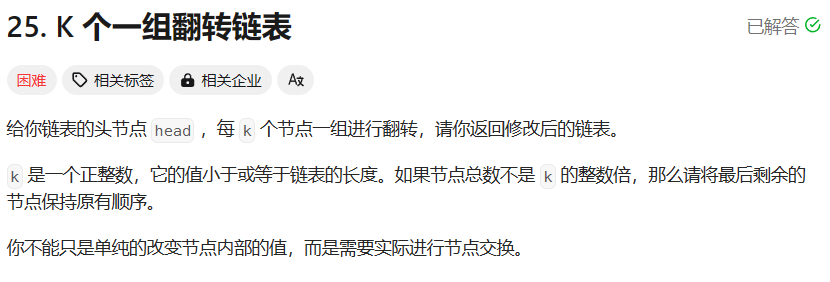 25. K 个一组翻转链表
已解答
困难 相关标签 相关企业 A文
给你链表的头节点 head ，每 k 个节点一组进行翻转，请你返回修改后的链表。
k 是一个正整数，它的值小于或等于链表的长度。如果节点总数不是 k 的整数倍，那么请将最后剩余的
节点保持原有顺序。
你不能只是单纯的改变节点内部的值，而是需要实际进行节点交换。